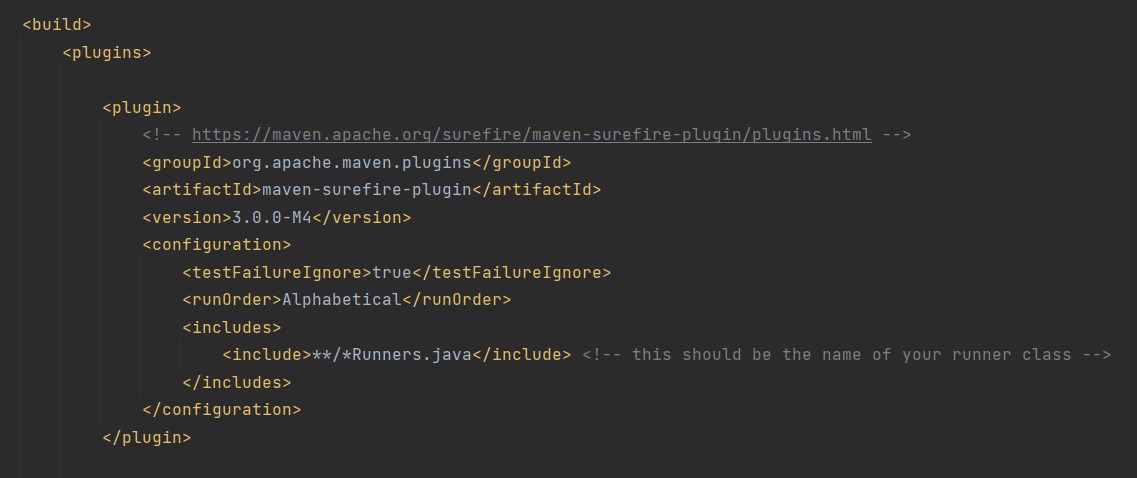 <build>
<plugins>
<plugin>
<!-- https://maven.apache.org/surefire/maven-surefire-plugin/plugins.html -->
<groupId>org.apache.maven.plugins</groupId>
<artifactId>maven-surefire-plugin</artifactId>
<version>3.0.0-M4</version>
<configuration>
<testFailureIgnore>true</testFailureIgnore>
<runOrder>Alphabetical</runOrder>
<includes>
<include>**/*Runners.java</include> <!-- this should be the name of your runner class -->
</includes>
</configuration>
</plugin>